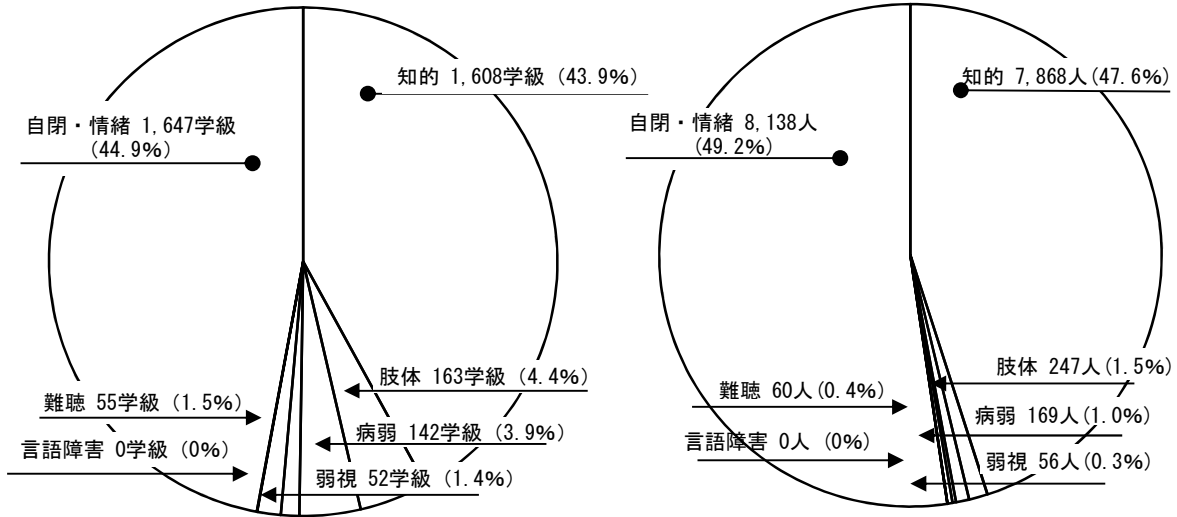 知的 1,608学級 (43.9%)
自閉・情緒 1,647学級
(44.9%)
肢体 163学級 (4.4%)
難聴 55学級 (1.5%)
病弱 142学級 (3.9%)
言語障害 0学級 (0%)
弱視 52学級 (1.4%)
知的 7,868人(47.6%)
自閉・情緒 8,138人
(49.2%)
肢体 247人(1.5%)
難聴 60人(0.4%)
病弱 169人(1.0%)
言語障害 0人 (0%)
弱視 56人(0.3%)